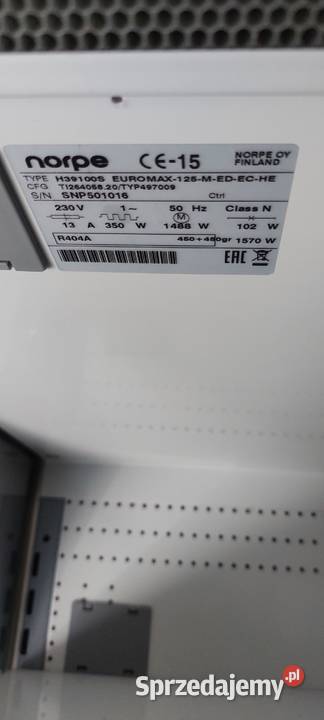 norpe CE-15 NORPE OY FINLAND
TYPE H39100S EUROMAX-125-M-ED-EC-HE
CFG TI264068.20/TYP497009
S/N SNP501016 Ctrl
230 V 1~ 50 Hz Class N
13 A 350 W M 1488 W 102 W
R404A 450+450gr 1570 W
EAC
Sprzedajemy.pl